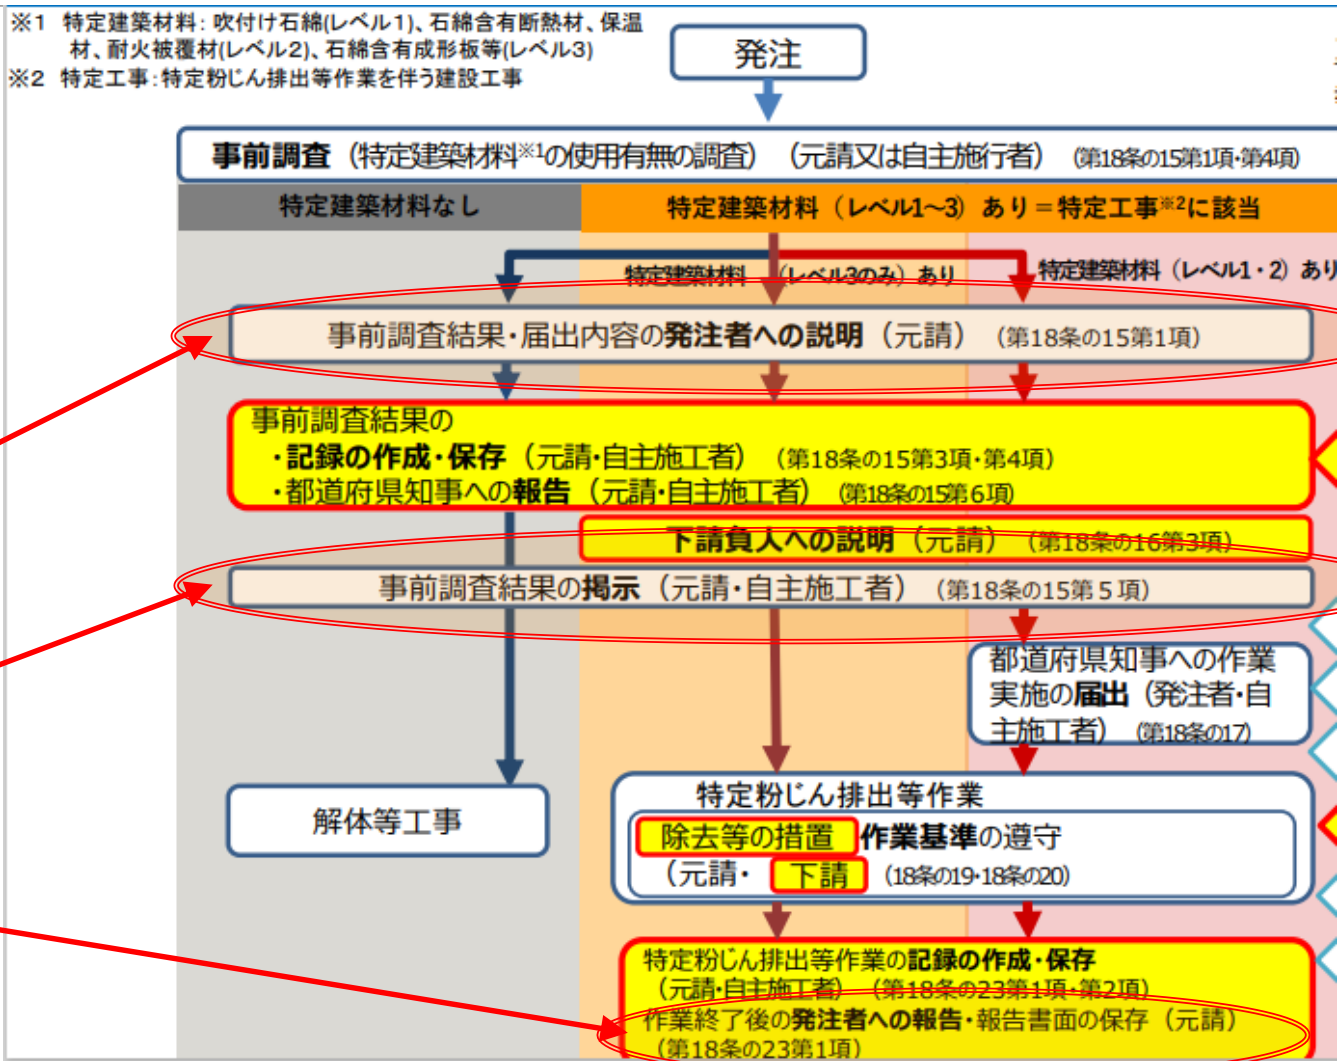 ※1 特定建築材料：吹付け石綿(レベル1)、石綿含有断熱材、保温
材、耐火被覆材(レベル2)、石綿含有成形板等(レベル3)
※2 特定工事：特定粉じん排出等作業を伴う建設工事
発注
事前調査（特定建築材料※1の使用有無の調査）（元請又は自主施行者）（第18条の15第1項・第4項）
特定建築材料なし
特定建築材料（レベル1～3）あり＝特定工事※2に該当
特定建築材料（レベル3のみ）あり
特定建築材料（レベル1・2）あり
事前調査結果・届出内容の発注者への説明（元請）（第18条の15第1項）
事前調査結果の
・記録の作成・保存（元請・自主施工者）（第18条の15第3項・第4項）
・都道府県知事への報告（元請・自主施工者）（第18条の15第6項）
下請負人への説明（元請）（第18条の16第3項）
事前調査結果の掲示（元請・自主施工者）（第18条の15第５項）
都道府県知事への作業
実施の届出（発注者・自
主施工者）（第18条の17）
解体等工事
特定粉じん排出等作業
除去等の措置 作業基準の遵守
（元請・ 下請 （18条の19・18条の20）
特定粉じん排出等作業の記録の作成・保存
（元請・自主施工者）（第18条の23第1項・第2項）
作業終了後の発注者への報告・報告書面の保存（元請）
（第18条の23第1項）